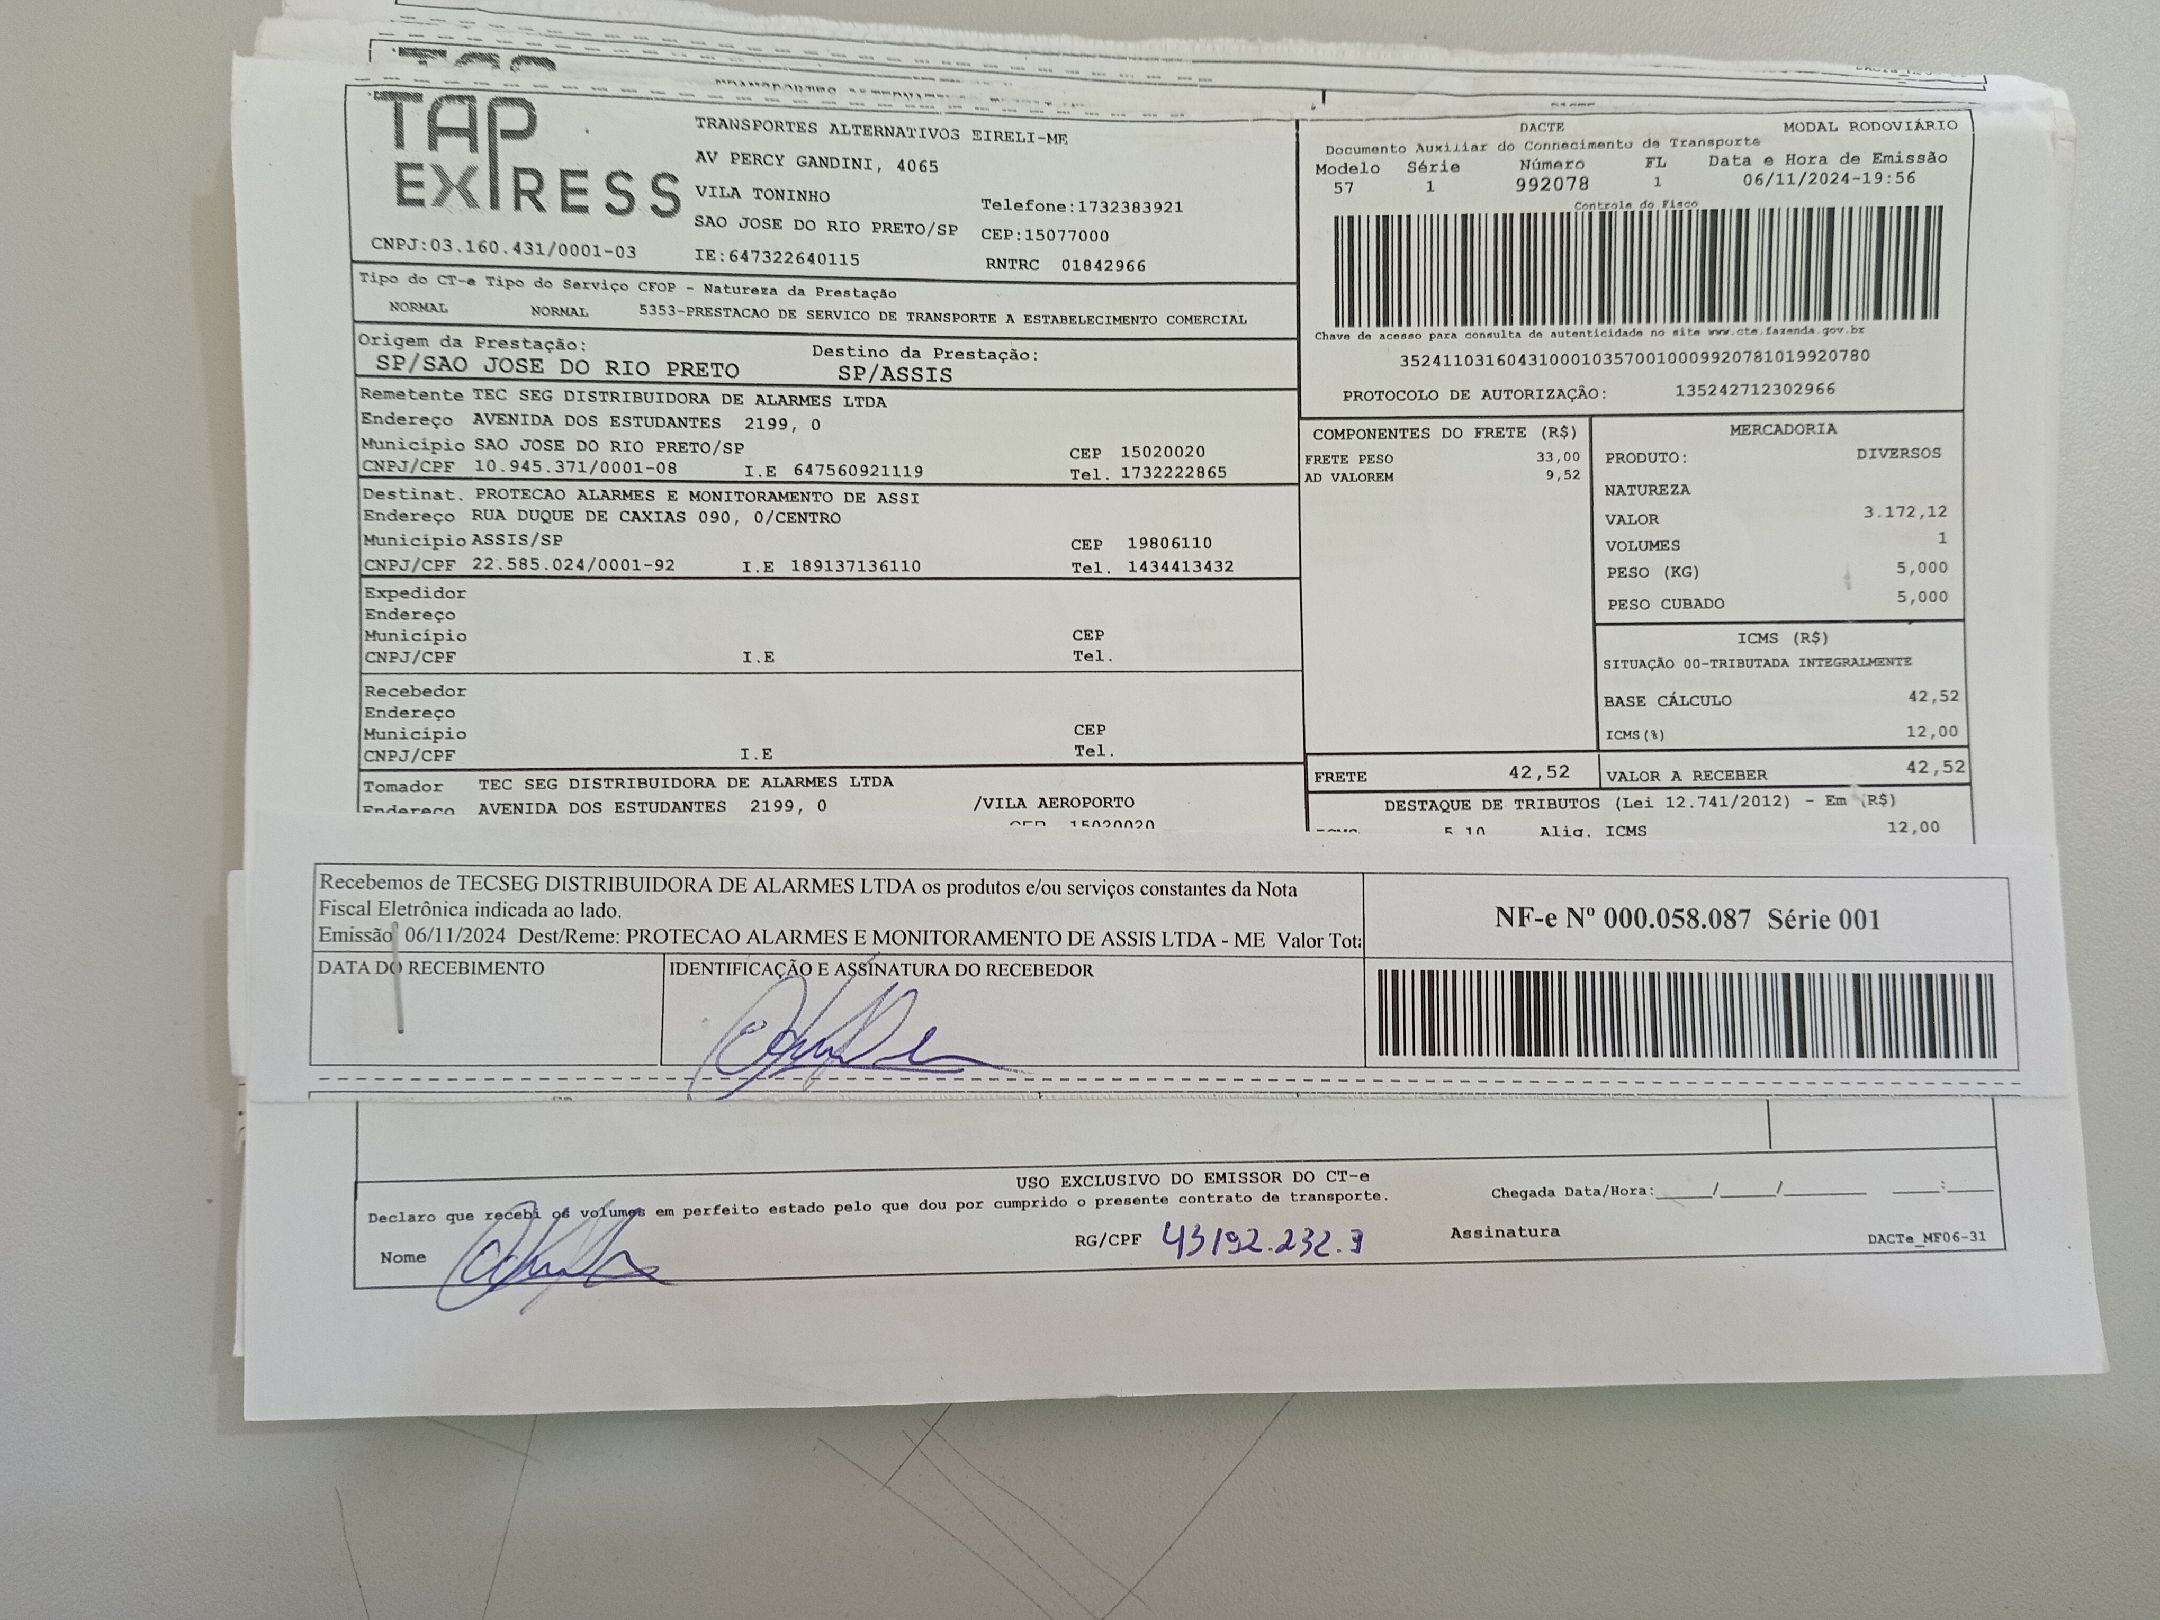 TAP EXPRESS
TRANSPORTES ALTERNATIVOS EIRELI-ME
AV PERCY GANDINI, 4065
VILA TONINHO
Telefone:1732383921
SAO JOSE DO RIO PRETO/SP CEP:15077000
CNPJ:03.160.431/0001-03 IE:647322640115 RNTRC 01842966
DACTE MODAL RODOVIÁRIO
Documento Auxiliar do Connecimento de Transporte
Modelo Série Número FL Data e Hora de Emissão
57 1 992078 1 06/11/2024-19:56
Controle do Fisco
Chave de acesso para consulta de autenticidade no site www.cte.fazenda.gov.br
35241103160431000103570010009920781019920780
PROTOCOLO DE AUTORIZAÇÃO: 135242712302966
Tipo do CT-e Tipo do Serviço CFOP - Natureza da Prestação
NORMAL NORMAL 5353-PRESTACAO DE SERVICO DE TRANSPORTE A ESTABELECIMENTO COMERCIAL
Origem da Prestação: Destino da Prestação:
SP/SAO JOSE DO RIO PRETO SP/ASSIS
Remetente TEC SEG DISTRIBUIDORA DE ALARMES LTDA
Endereço AVENIDA DOS ESTUDANTES 2199, 0
Município SAO JOSE DO RIO PRETO/SP CEP 15020020
CNPJ/CPF 10.945.371/0001-08 I.E 647560921119 Tel. 1732222865
Destinat. PROTECAO ALARMES E MONITORAMENTO DE ASSI
Endereço RUA DUQUE DE CAXIAS 090, 0/CENTRO
Município ASSIS/SP CEP 19806110
CNPJ/CPF 22.585.024/0001-92 I.E 189137136110 Tel. 1434413432
Expedidor
Endereço
Município CEP
CNPJ/CPF I.E Tel.
Recebedor
Endereço
Município CEP
CNPJ/CPF I.E Tel.
Tomador TEC SEG DISTRIBUIDORA DE ALARMES LTDA
Endereço AVENIDA DOS ESTUDANTES 2199, 0 /VILA AEROPORTO
CEP 15020020
COMPONENTES DO FRETE (R$)
FRETE PESO 33,00
AD VALOREM 9,52
FRETE 42,52
MERCADORIA
PRODUTO: DIVERSOS
NATUREZA
VALOR 3.172,12
VOLUMES 1
PESO (KG) 5,000
PESO CUBADO 5,000
ICMS (R$)
SITUAÇÃO 00-TRIBUTADA INTEGRALMENTE
BASE CÁLCULO 42,52
ICMS(%) 12,00
VALOR A RECEBER 42,52
DESTAQUE DE TRIBUTOS (Lei 12.741/2012) - Em (R$)
5,10 Aliq. ICMS 12,00
Recebemos de TECSEG DISTRIBUIDORA DE ALARMES LTDA os produtos e/ou serviços constantes da Nota
Fiscal Eletrônica indicada ao lado.
Emissão 06/11/2024 Dest/Reme: PROTECAO ALARMES E MONITORAMENTO DE ASSIS LTDA - ME Valor Tota
NF-e Nº 000.058.087 Série 001
DATA DO RECEBIMENTO IDENTIFICAÇÃO E ASSINATURA DO RECEBEDOR
USO EXCLUSIVO DO EMISSOR DO CT-e
Declaro que recebi os volumes em perfeito estado pelo que dou por cumprido o presente contrato de transporte.
Chegada Data/Hora:____/____/______ ___:____
Nome RG/CPF 43192.232.9 Assinatura
DACTe_MF06-31